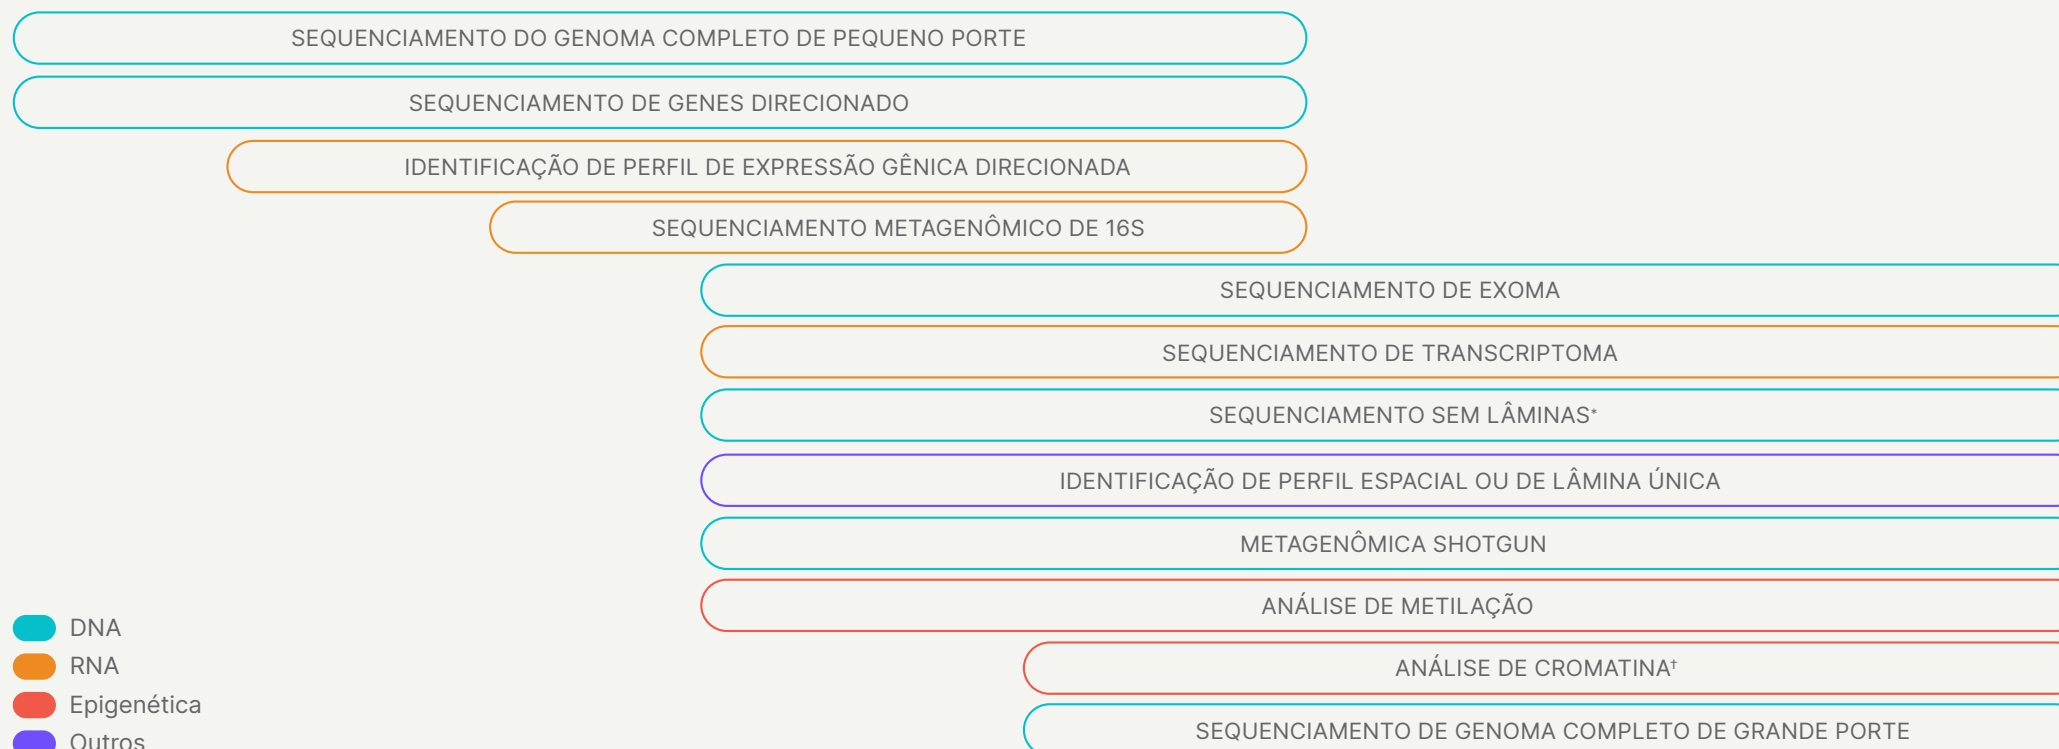 SEQUENCIAMENTO DO GENOMA COMPLETO DE PEQUENO PORTE
SEQUENCIAMENTO DE GENES DIRECIONADO
IDENTIFICAÇÃO DE PERFIL DE EXPRESSÃO GÊNICA DIRECIONADA
SEQUENCIAMENTO METAGENÔMICO DE 16S
SEQUENCIAMENTO DE EXOMA
SEQUENCIAMENTO DE TRANSCRIPTOMA
SEQUENCIAMENTO SEM LÂMINAS*
IDENTIFICAÇÃO DE PERFIL ESPACIAL OU DE LÂMINA ÚNICA
METAGENÔMICA SHOTGUN
ANÁLISE DE METILAÇÃO
ANÁLISE DE CROMATINA†
SEQUENCIAMENTO DE GENOMA COMPLETO DE GRANDE PORTE
DNA
RNA
Epigenética
Outros